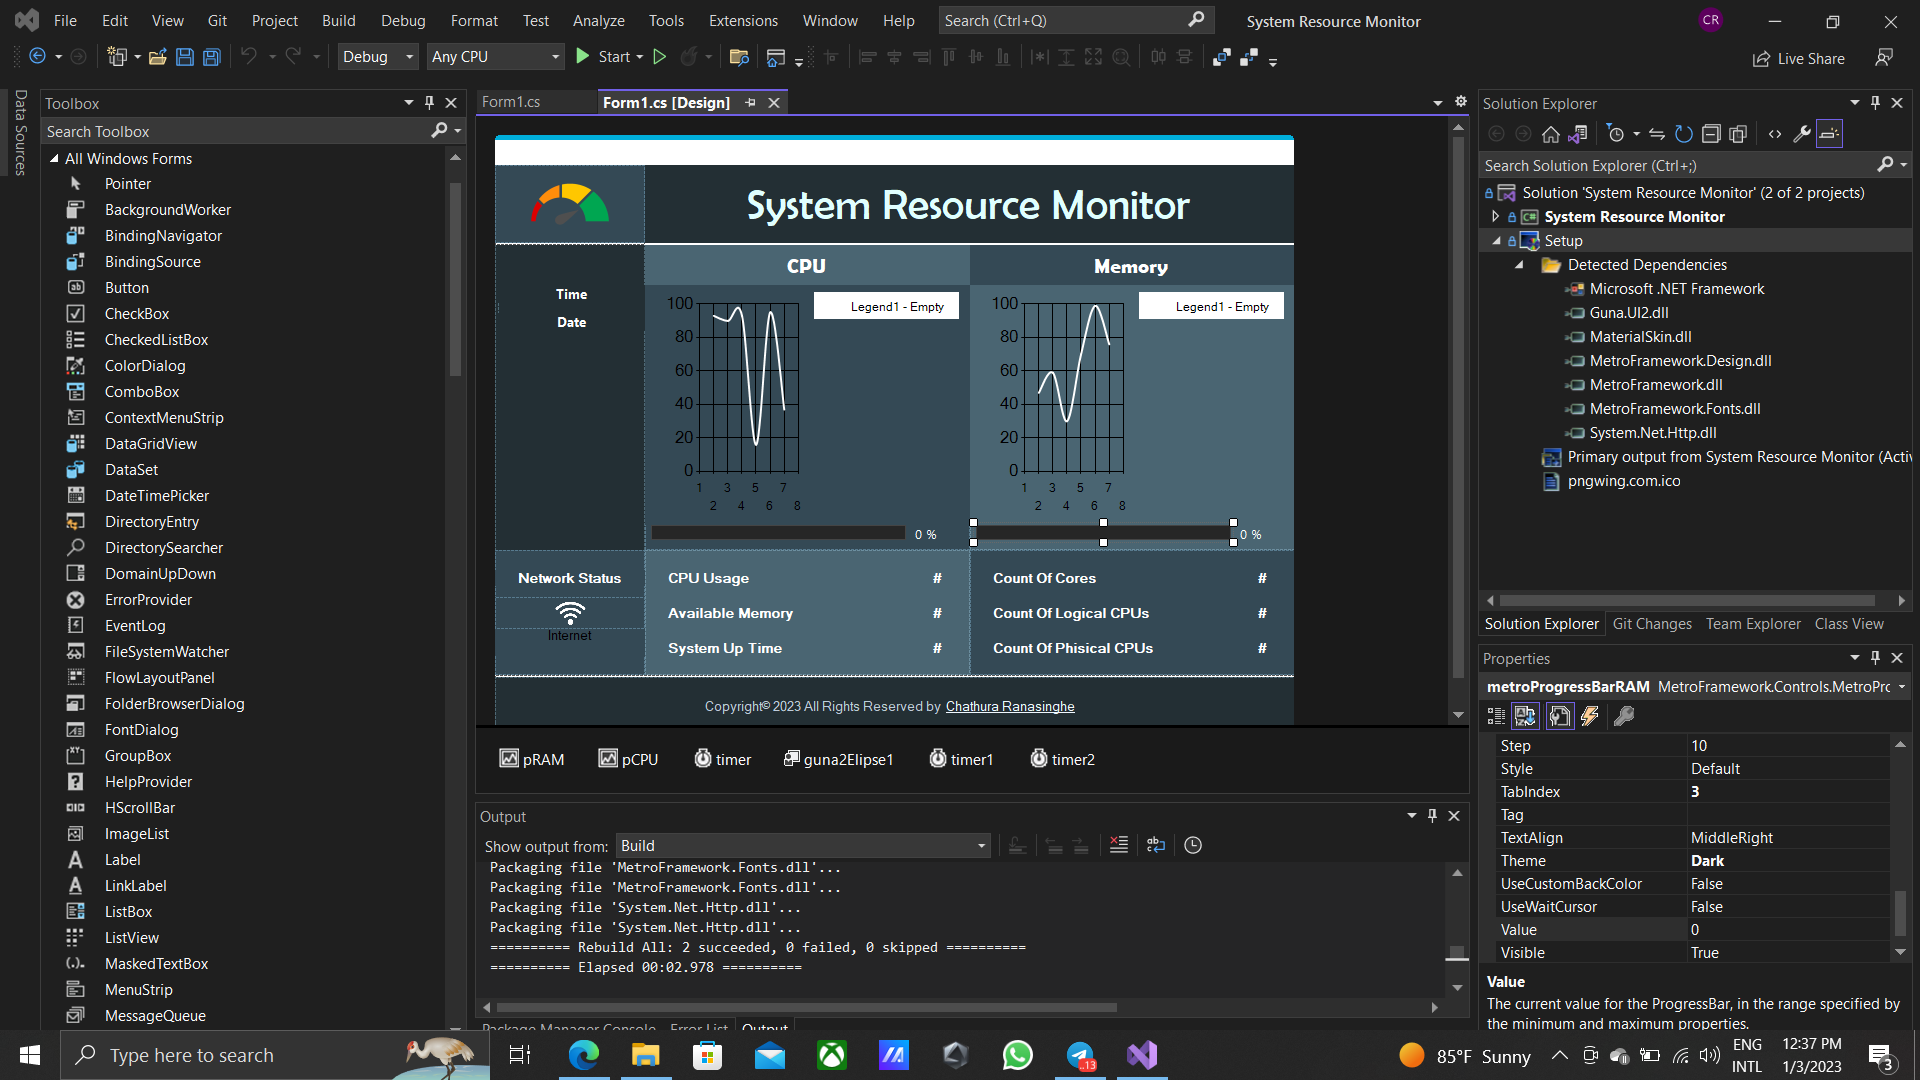 File Edit View Git Project Build Debug Format Test Analyze Tools Extensions Window Help Search (Ctrl+Q) System Resource Monitor CR
Debug Any CPU Start Live Share
Data Sources
Toolbox
Search Toolbox
All Windows Forms
Pointer
BackgroundWorker
BindingNavigator
BindingSource
Button
CheckBox
CheckedListBox
ColorDialog
ComboBox
ContextMenuStrip
DataGridView
DataSet
DateTimePicker
DirectoryEntry
DirectorySearcher
DomainUpDown
ErrorProvider
EventLog
FileSystemWatcher
FlowLayoutPanel
FolderBrowserDialog
FontDialog
GroupBox
HelpProvider
HScrollBar
ImageList
Label
LinkLabel
ListBox
ListView
MaskedTextBox
MenuStrip
MessageQueue
Form1.cs Form1.cs [Design]
System Resource Monitor
CPU Memory
Time
Date
100
80
60
40
20
0
1 3 5 7
2 4 6 8
Legend1 - Empty
0 %
100
80
60
40
20
0
1 3 5 7
2 4 6 8
Legend1 - Empty
0 %
Network Status
Internet
CPU Usage #
Available Memory #
System Up Time #
Count Of Cores #
Count Of Logical CPUs #
Count Of Phisical CPUs #
Copyright© 2023 All Rights Reserved by Chathura Ranasinghe
pRAM pCPU timer guna2Elipse1 timer1 timer2
Output
Show output from: Build
Packaging file 'MetroFramework.Fonts.dll'...
Packaging file 'MetroFramework.Fonts.dll'...
Packaging file 'System.Net.Http.dll'...
Packaging file 'System.Net.Http.dll'...
========== Rebuild All: 2 succeeded, 0 failed, 0 skipped ==========
========== Elapsed 00:02.978 ==========
Package Manager Console Error List Output
Solution Explorer
Search Solution Explorer (Ctrl+;)
Solution 'System Resource Monitor' (2 of 2 projects)
System Resource Monitor
Setup
Detected Dependencies
Microsoft .NET Framework
Guna.UI2.dll
MaterialSkin.dll
MetroFramework.Design.dll
MetroFramework.dll
MetroFramework.Fonts.dll
System.Net.Http.dll
Primary output from System Resource Monitor (Activ
pngwing.com.ico
Solution Explorer Git Changes Team Explorer Class View
Properties
metroProgressBarRAM MetroFramework.Controls.MetroPro
Step 10
Style Default
TabIndex 3
Tag
TextAlign MiddleRight
Theme Dark
UseCustomBackColor False
UseWaitCursor False
Value 0
Visible True
Value
The current value for the ProgressBar, in the range specified by
the minimum and maximum properties.
Type here to search
..13
85°F Sunny
ENG
INTL
12:37 PM
1/3/2023
3